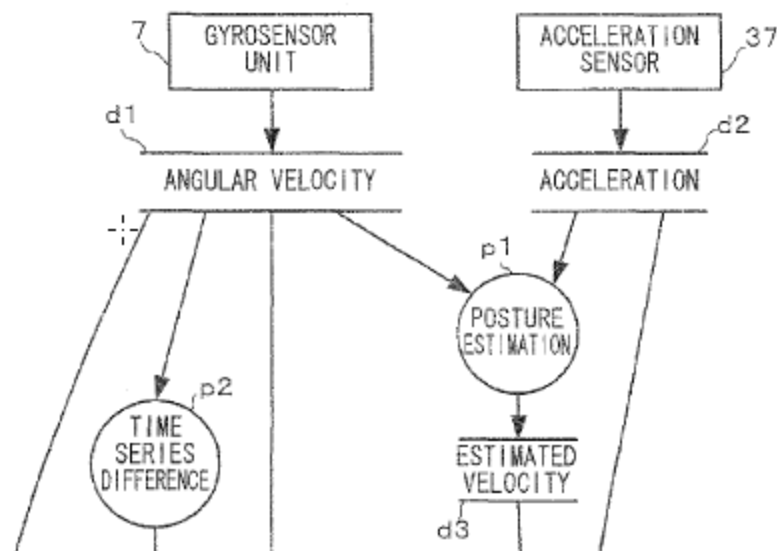 7
GYROSENSOR
UNIT
ACCELERATION
SENSOR
37
d1
d2
ANGULAR VELOCITY
ACCELERATION
p1
POSTURE
ESTIMATION
p2
TIME
SERIES
DIFFERENCE
ESTIMATED
VELOCITY
d3